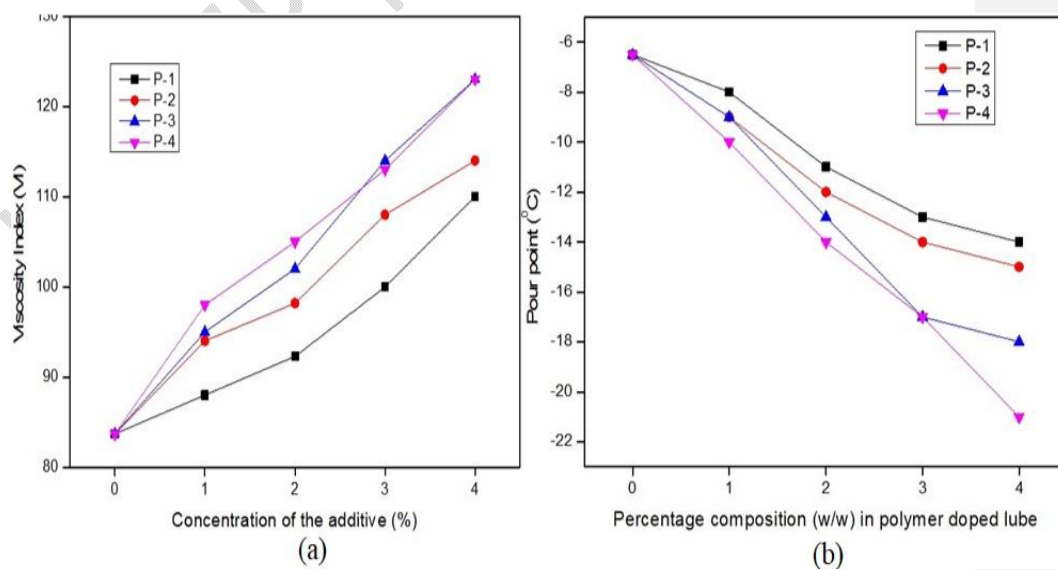 130
120
110
100
90
80
Viscosity Index (VI)
P-1
P-2
P-3
P-4
0 1 2 3 4
Concentration of the additive (%)
(a)
-6
-8
-10
-12
-14
-16
-18
-20
-22
Pour point (°C)
P-1
P-2
P-3
P-4
0 1 2 3 4
Percentage composition (w/w) in polymer doped lube
(b)